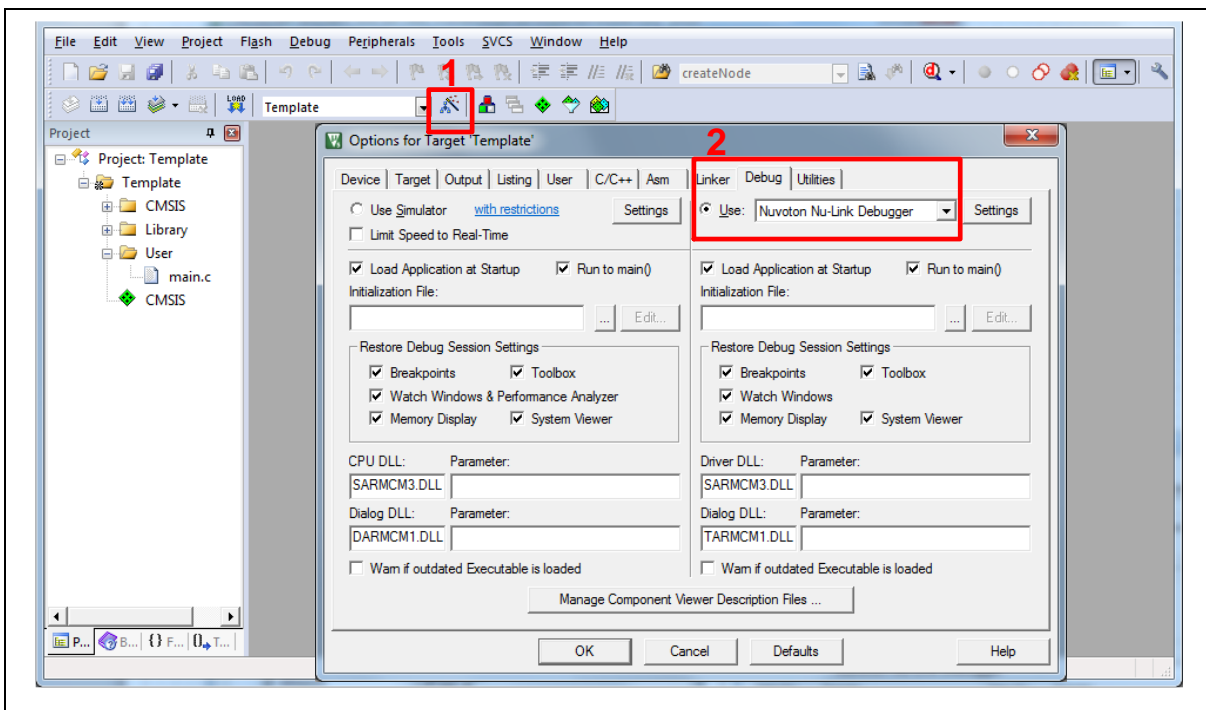 File Edit View Project Flash Debug Peripherals Tools SVCS Window Help
1
createNode
LOAD
Template
Project
Project: Template
Template
CMSIS
Library
User
main.c
CMSIS
P... B... {} F... 0 T...
Options for Target 'Template'
2
Device Target Output Listing User C/C++ Asm Linker Debug Utilities
Use Simulator with restrictions Settings
Limit Speed to Real-Time
Load Application at Startup Run to main()
Initialization File:
... Edit...
Restore Debug Session Settings
Breakpoints Toolbox
Watch Windows & Performance Analyzer
Memory Display System Viewer
CPU DLL: Parameter:
SARMCM3.DLL
Dialog DLL: Parameter:
DARMCM1.DLL
Warn if outdated Executable is loaded
Use: Nuvoton Nu-Link Debugger Settings
Load Application at Startup Run to main()
Initialization File:
... Edit...
Restore Debug Session Settings
Breakpoints Toolbox
Watch Windows
Memory Display System Viewer
Driver DLL: Parameter:
SARMCM3.DLL
Dialog DLL: Parameter:
TARMCM1.DLL
Warn if outdated Executable is loaded
Manage Component Viewer Description Files ...
OK Cancel Defaults Help